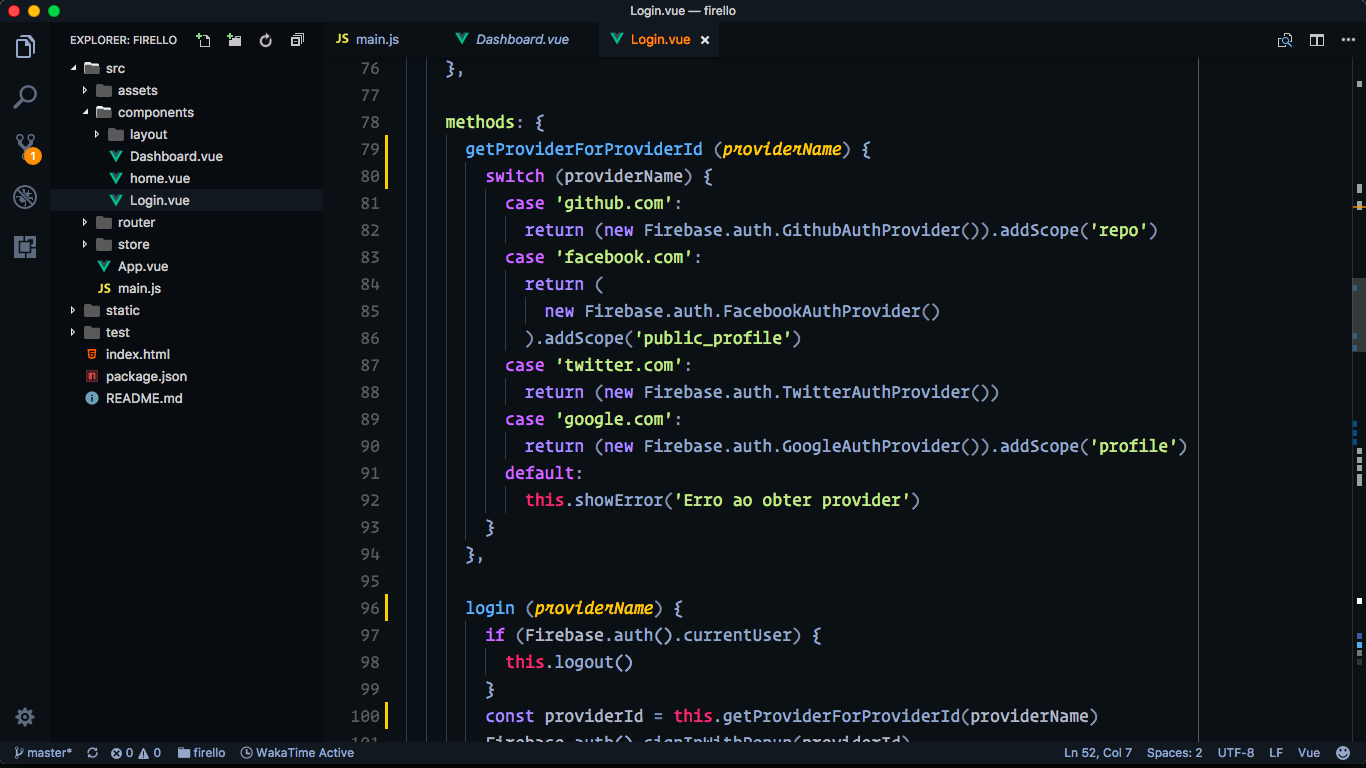 Login.vue — firello
EXPLORER: FIRELLO
src
assets
components
layout
Dashboard.vue
home.vue
Login.vue
router
store
App.vue
JS main.js
static
test
index.html
package.json
README.md
1
JS main.js Dashboard.vue Login.vue ×
76 },
77
78 methods: {
79 getProviderForProviderId (providerName) {
80 switch (providerName) {
81 case 'github.com':
82 return (new Firebase.auth.GithubAuthProvider()).addScope('repo')
83 case 'facebook.com':
84 return (
85 new Firebase.auth.FacebookAuthProvider()
86 ).addScope('public_profile')
87 case 'twitter.com':
88 return (new Firebase.auth.TwitterAuthProvider())
89 case 'google.com':
90 return (new Firebase.auth.GoogleAuthProvider()).addScope('profile')
91 default:
92 this.showError('Erro ao obter provider')
93 }
94 },
95
96 login (providerName) {
97 if (Firebase.auth().currentUser) {
98 this.logout()
99 }
100 const providerId = this.getProviderForProviderId(providerName)
101 Firebase.auth().signInWithPopup(providerId)
master* 0 0 firello WakaTime Active Ln 52, Col 7 Spaces: 2 UTF-8 LF Vue